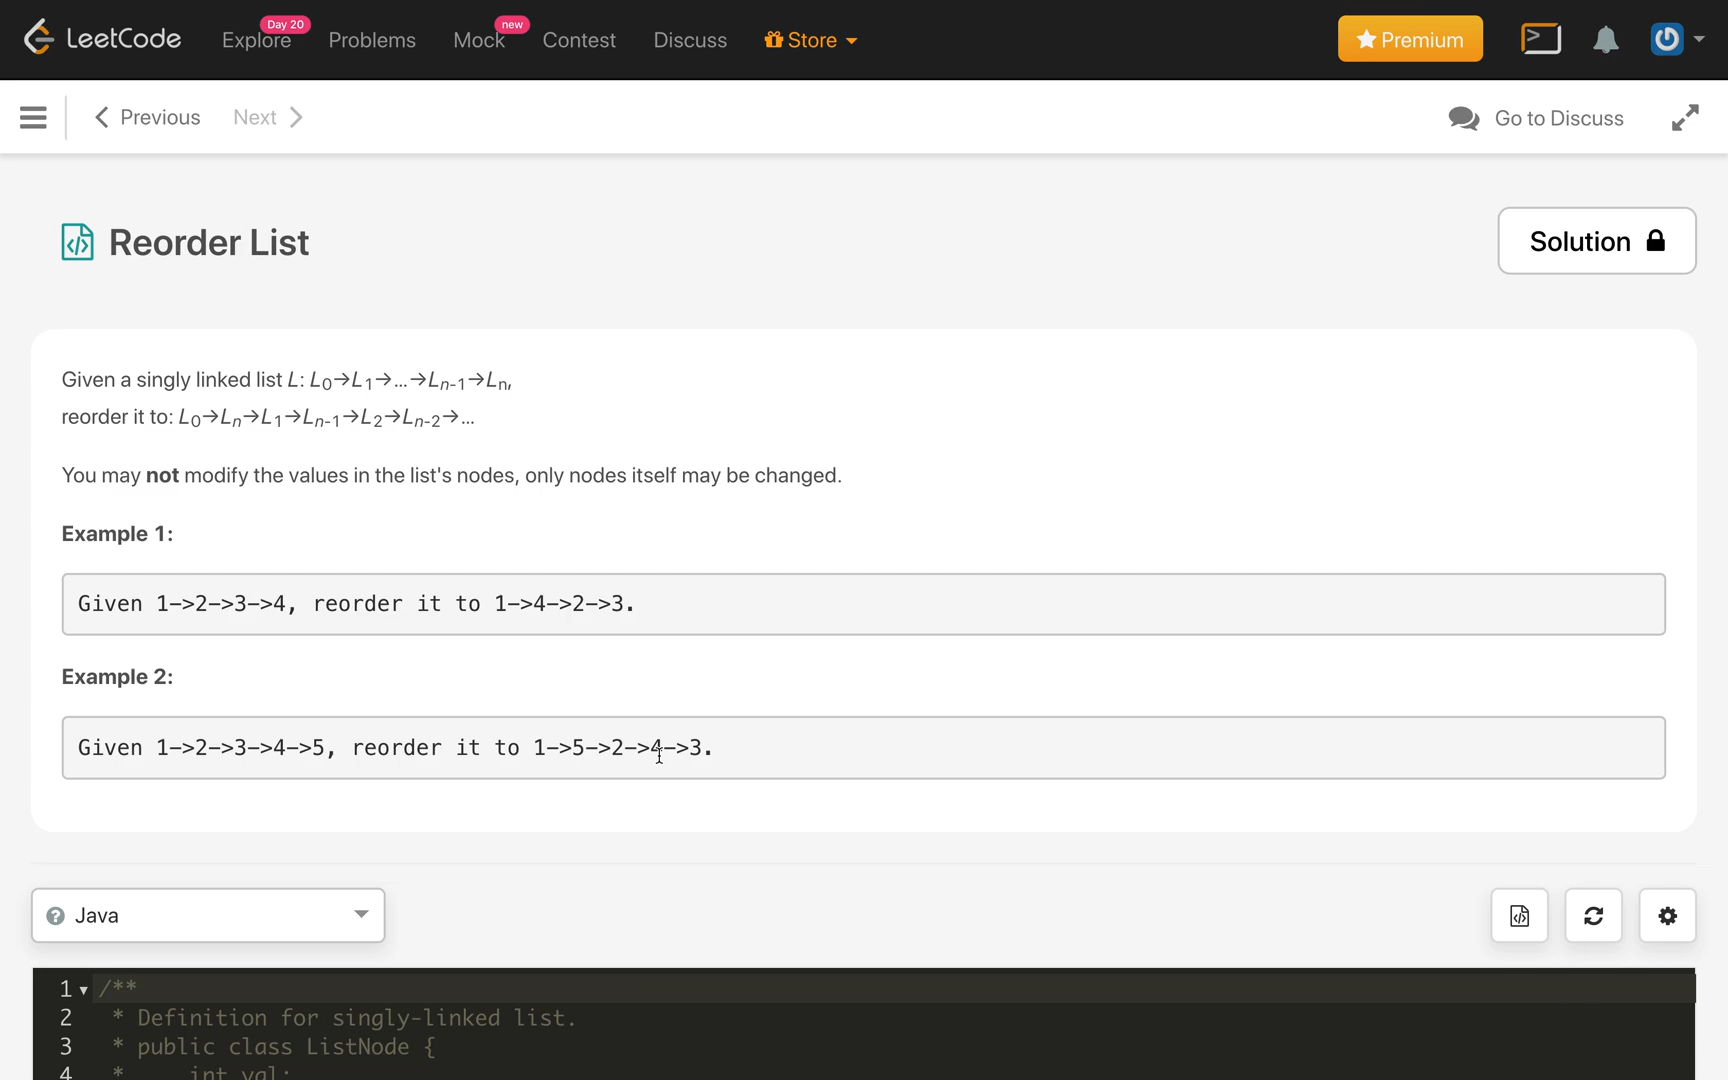 LeetCode
Explore Day 20 Problems Mock new Contest Discuss Store Premium
Previous Next Go to Discuss
Reorder List Solution
Given a singly linked list L: L0→L1→…→Ln-1→Ln,
reorder it to: L0→Ln→L1→Ln-1→L2→Ln-2→…
You may not modify the values in the list's nodes, only nodes itself may be changed.
Example 1:
Given 1->2->3->4, reorder it to 1->4->2->3.
Example 2:
Given 1->2->3->4->5, reorder it to 1->5->2->4->3.
Java
1 /**
2  * Definition for singly-linked list.
3  * public class ListNode {
4  *     int val;